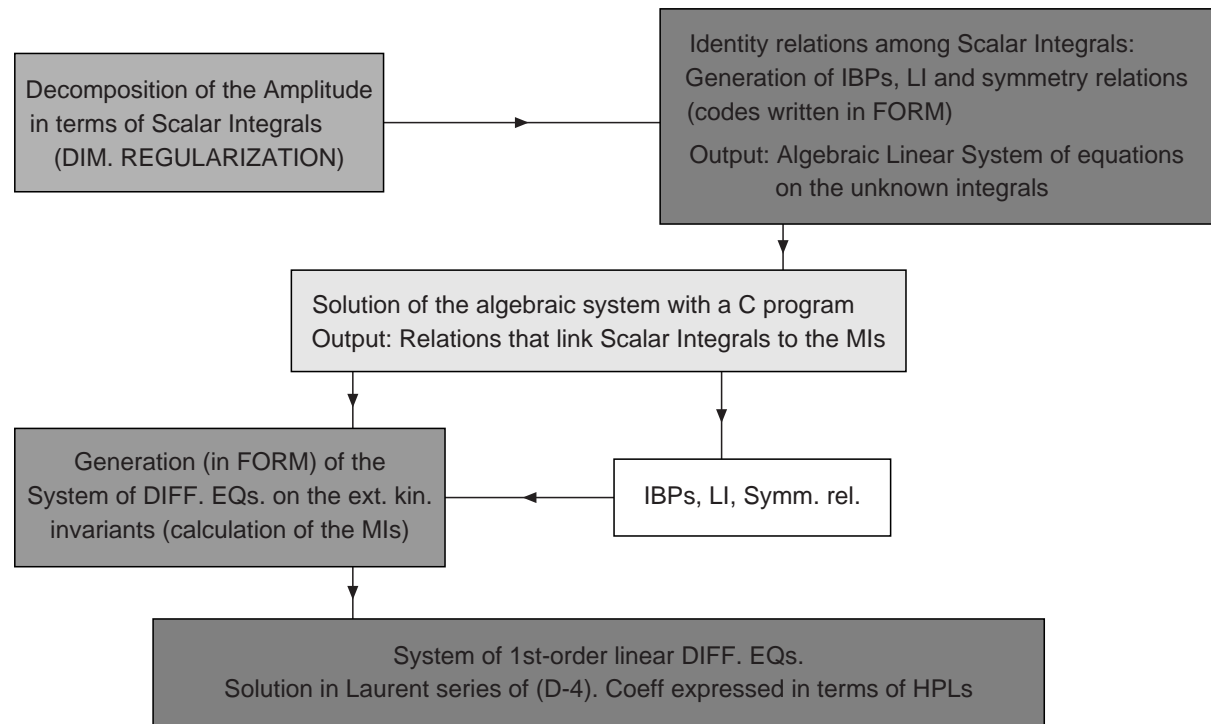 Decomposition of the Amplitude
in terms of Scalar Integrals
(DIM. REGULARIZATION)
Identity relations among Scalar Integrals:
Generation of IBPs, LI and symmetry relations
(codes written in FORM)
Output: Algebraic Linear System of equations
on the unknown integrals
Solution of the algebraic system with a C program
Output: Relations that link Scalar Integrals to the MIs
Generation (in FORM) of the
System of DIFF. EQs. on the ext. kin.
invariants (calculation of the MIs)
IBPs, LI, Symm. rel.
System of 1st-order linear DIFF. EQs.
Solution in Laurent series of (D-4). Coeff expressed in terms of HPLs